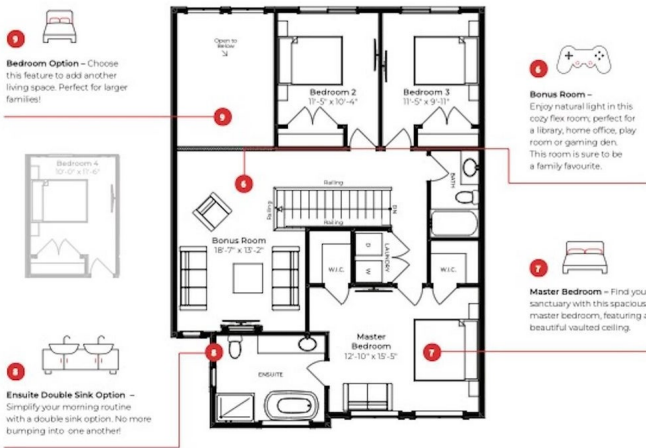 9
Bedroom Option – Choose
this feature to add another
living space. Perfect for larger
families!
Bedroom 4
10'-0" x 11'-6"
8
Ensuite Double Sink Option –
Simplify your morning routine
with a double sink option. No more
bumping into one another!
Open to
Below
9
Bedroom 2
11'-5" x 10'-4"
Bedroom 3
11'-5" x 9'-11"
6
Bonus Room
18'-7" x 13'-2"
Railing
Railing
Railing
DN
BATH
W.I.C.
D
W
LAUNDRY
W.I.C.
Master
Bedroom
12'-10" x 15'-5"
7
8
ENSUITE
6
Bonus Room –
Enjoy natural light in this
cozy flex room, perfect for
a library, home office, play
room or gaming den.
This room is sure to be
a family favourite.
7
Master Bedroom – Find you
sanctuary with this spacious
master bedroom, featuring a
beautiful vaulted ceiling.